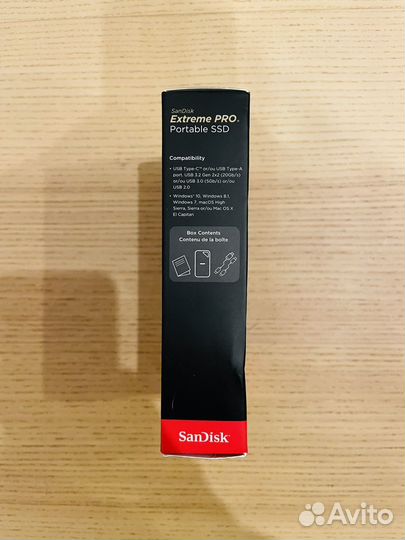 SanDisk
Extreme PRO®
Portable SSD
Compatibility
• USB Type-C™ or/ou USB Type-A
port. USB 3.2 Gen 2x2 (20Gb/s)
or/ou USB 3.0 (5Gb/s) or/ou
USB 2.0
• Windows® 10, Windows 8.1,
Windows 7, macOS High
Sierra, Sierra or/ou Mac OS X
El Capitan
Box Contents
Contenu de la boîte
SanDisk
Avito